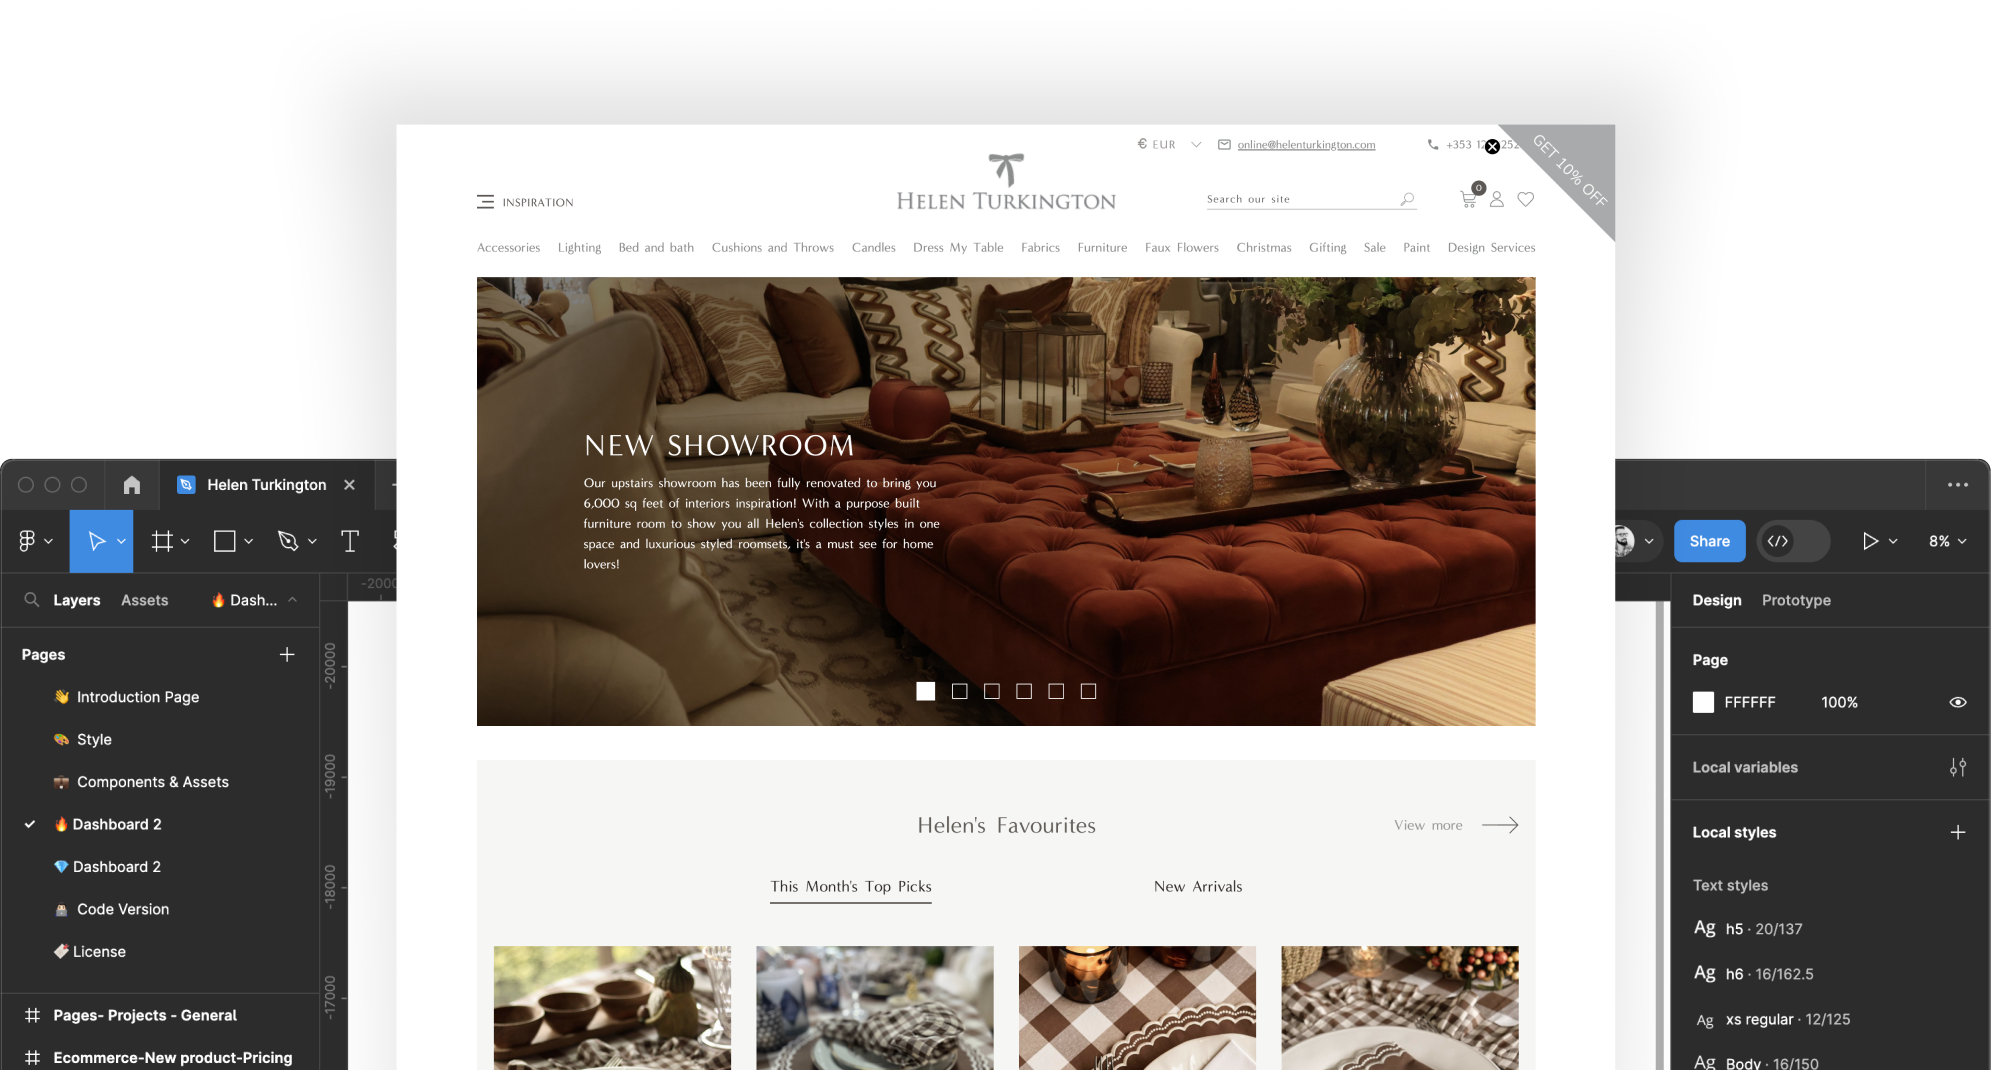 € EUR
online@helenturkington.com
+353 12
252
GET 10% OFF
INSPIRATION
HELEN TURKINGTON
Search our site
0
Accessories Lighting Bed and bath Cushions and Throws Candles Dress My Table Fabrics Furniture Faux Flowers Christmas Gifting Sale Paint Design Services
NEW SHOWROOM
Our upstairs showroom has been fully renovated to bring you
6,000 sq feet of interiors inspiration! With a purpose built
furniture room to show you all Helen's collection styles in one
space and luxurious styled roomsets, it's a must see for home
lovers!
Helen's Favourites
View more
This Month's Top Picks
New Arrivals
Helen Turkington
Layers Assets 🔥 Dash...
Pages
👋 Introduction Page
🎨 Style
💼 Components & Assets
🔥 Dashboard 2
💎 Dashboard 2
Code Version
License
Pages- Projects - General
Ecommerce-New product-Pricing
-2000
-20000
-19000
-18000
-17000
Share
</>
8%
Design Prototype
Page
FFFFFF 100%
Local variables
Local styles
Text styles
Ag h5 · 20/137
Ag h6 · 16/162.5
Ag xs regular · 12/125
Ag Body · 16/150